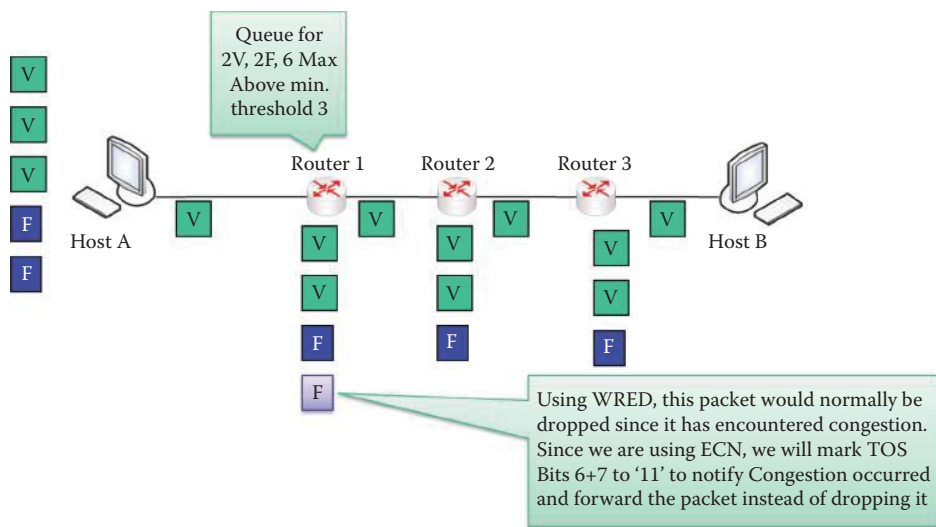 Queue for
2V, 2F, 6 Max
Above min.
threshold 3
V
V
V
F
F
Host A
V
Router 1
V
Router 2
V
Router 3
V
Host B
V
V
F
F
V
V
F
V
V
F
Using WRED, this packet would normally be
dropped since it has encountered congestion.
Since we are using ECN, we will mark TOS
Bits 6+7 to ‘11’ to notify Congestion occurred
and forward the packet instead of dropping it